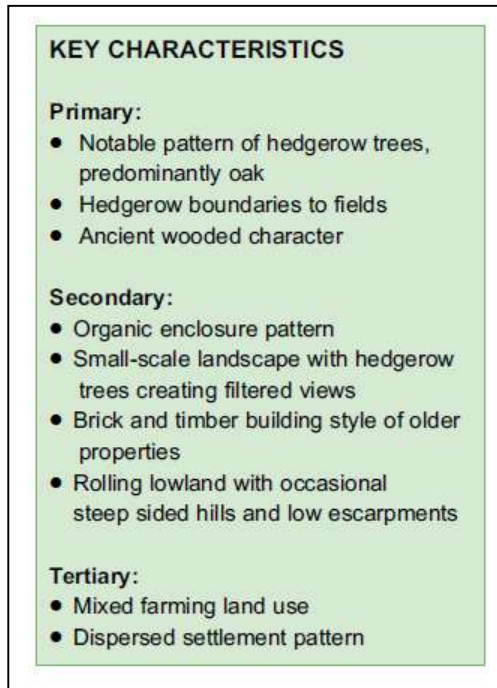 KEY CHARACTERISTICS
Primary:
● Notable pattern of hedgerow trees,
predominantly oak
● Hedgerow boundaries to fields
● Ancient wooded character
Secondary:
● Organic enclosure pattern
● Small-scale landscape with hedgerow
trees creating filtered views
● Brick and timber building style of older
properties
● Rolling lowland with occasional
steep sided hills and low escarpments
Tertiary:
● Mixed farming land use
● Dispersed settlement pattern